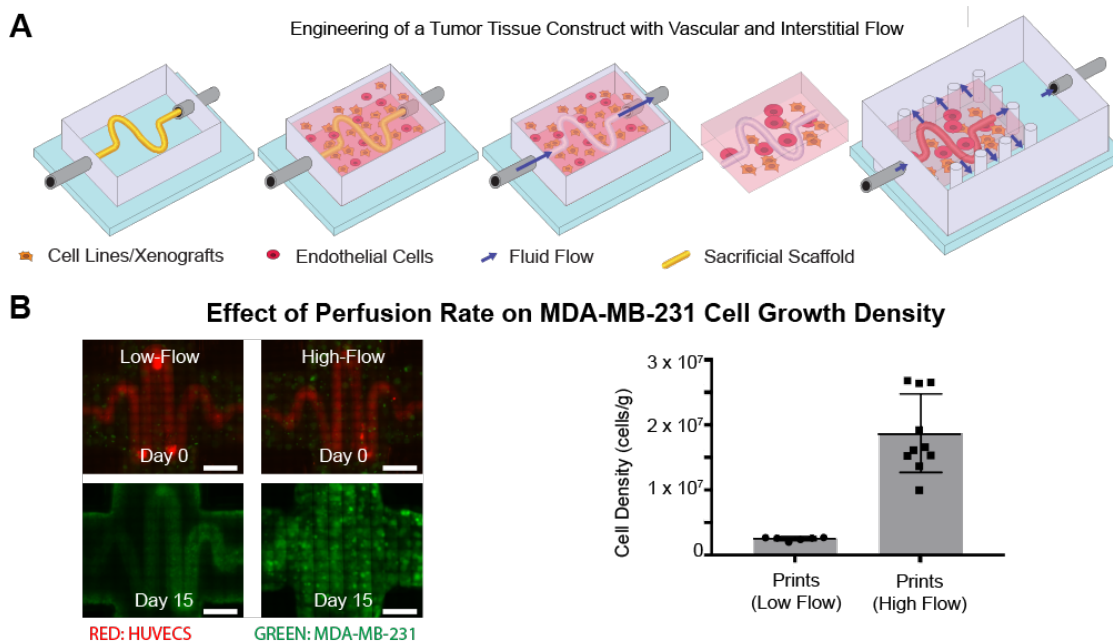 A
Engineering of a Tumor Tissue Construct with Vascular and Interstitial Flow
Cell Lines/Xenografts
Endothelial Cells
Fluid Flow
Sacrificial Scaffold
B
Effect of Perfusion Rate on MDA-MB-231 Cell Growth Density
Low-Flow
High-Flow
Day 0
Day 0
Day 15
Day 15
RED: HUVECS
GREEN: MDA-MB-231
Cell Density (cells/g)
3 x 10⁷
2 x 10⁷
1 x 10⁷
0
Prints
(Low Flow)
Prints
(High Flow)